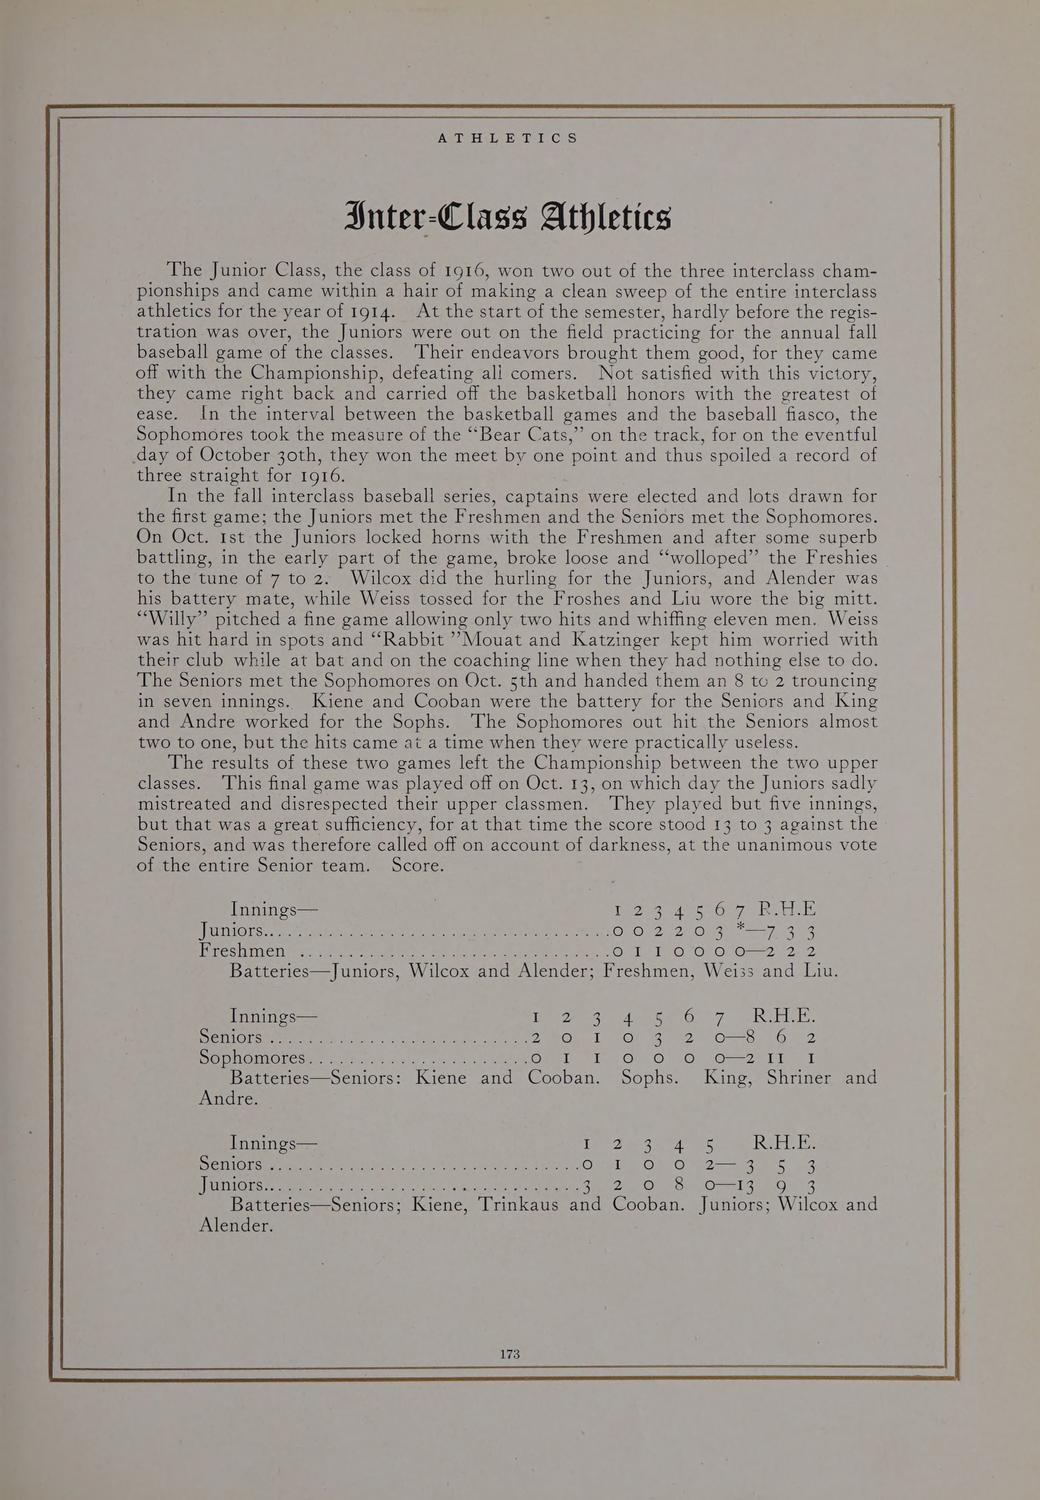 ATHLETICS
Inter-Class Athletics
The Junior Class, the class of 1916, won two out of the three interclass cham-
pionships and came within a hair of making a clean sweep of the entire interclass
athletics for the year of 1914. At the start of the semester, hardly before the regis-
tration was over, the Juniors were out on the field practicing for the annual fall
baseball game of the classes. Their endeavors brought them good, for they came
off with the Championship, defeating all comers. Not satisfied with this victory,
they came right back and carried off the basketball honors with the greatest of
ease. In the interval between the basketball games and the baseball fiasco, the
Sophomores took the measure of the “Bear Cats,” on the track, for on the eventful
day of October 30th, they won the meet by one point and thus spoiled a record of
three straight for 1916.
In the fall interclass baseball series, captains were elected and lots drawn for
the first game; the Juniors met the Freshmen and the Seniors met the Sophomores.
On Oct. 1st the Juniors locked horns with the Freshmen and after some superb
battling, in the early part of the game, broke loose and “wolloped” the Freshies
to the tune of 7 to 2. Wilcox did the hurling for the Juniors, and Alender was
his battery mate, while Weiss tossed for the Froshes and Liu wore the big mitt.
“Willy” pitched a fine game allowing only two hits and whiffing eleven men. Weiss
was hit hard in spots and “Rabbit ”Mouat and Katzinger kept him worried with
their club while at bat and on the coaching line when they had nothing else to do.
The Seniors met the Sophomores on Oct. 5th and handed them an 8 to 2 trouncing
in seven innings. Kiene and Cooban were the battery for the Seniors and King
and Andre worked for the Sophs. The Sophomores out hit the Seniors almost
two to one, but the hits came at a time when they were practically useless.
The results of these two games left the Championship between the two upper
classes. This final game was played off on Oct. 13, on which day the Juniors sadly
mistreated and disrespected their upper classmen. They played but five innings,
but that was a great sufficiency, for at that time the score stood 13 to 3 against the
Seniors, and was therefore called off on account of darkness, at the unanimous vote
of the entire Senior team. Score.
Innings— 1 2 3 4 5 6 7 R.H.E
Juniors.......................................0 0 2 2 0 3 *—7 3 3
Freshmen ...................................0 1 1 0 0 0 0—2 2 2
Batteries—Juniors, Wilcox and Alender; Freshmen, Weiss and Liu.
Innings— 1 2 3 4 5 6 7 R.H.E.
Seniors .............................2 0 1 0 3 2 0—8 6 2
Sophomores.........................0 1 1 0 0 0 0—2 11 1
Batteries—Seniors: Kiene and Cooban. Sophs. King, Shriner and
Andre.
Innings— 1 2 3 4 5 R.H.E.
Seniors ...................................0 1 0 0 2— 3 5 3
Juniors....................................3 2 0 8 0—13 9 3
Batteries—Seniors; Kiene, Trinkaus and Cooban. Juniors; Wilcox and
Alender.
173